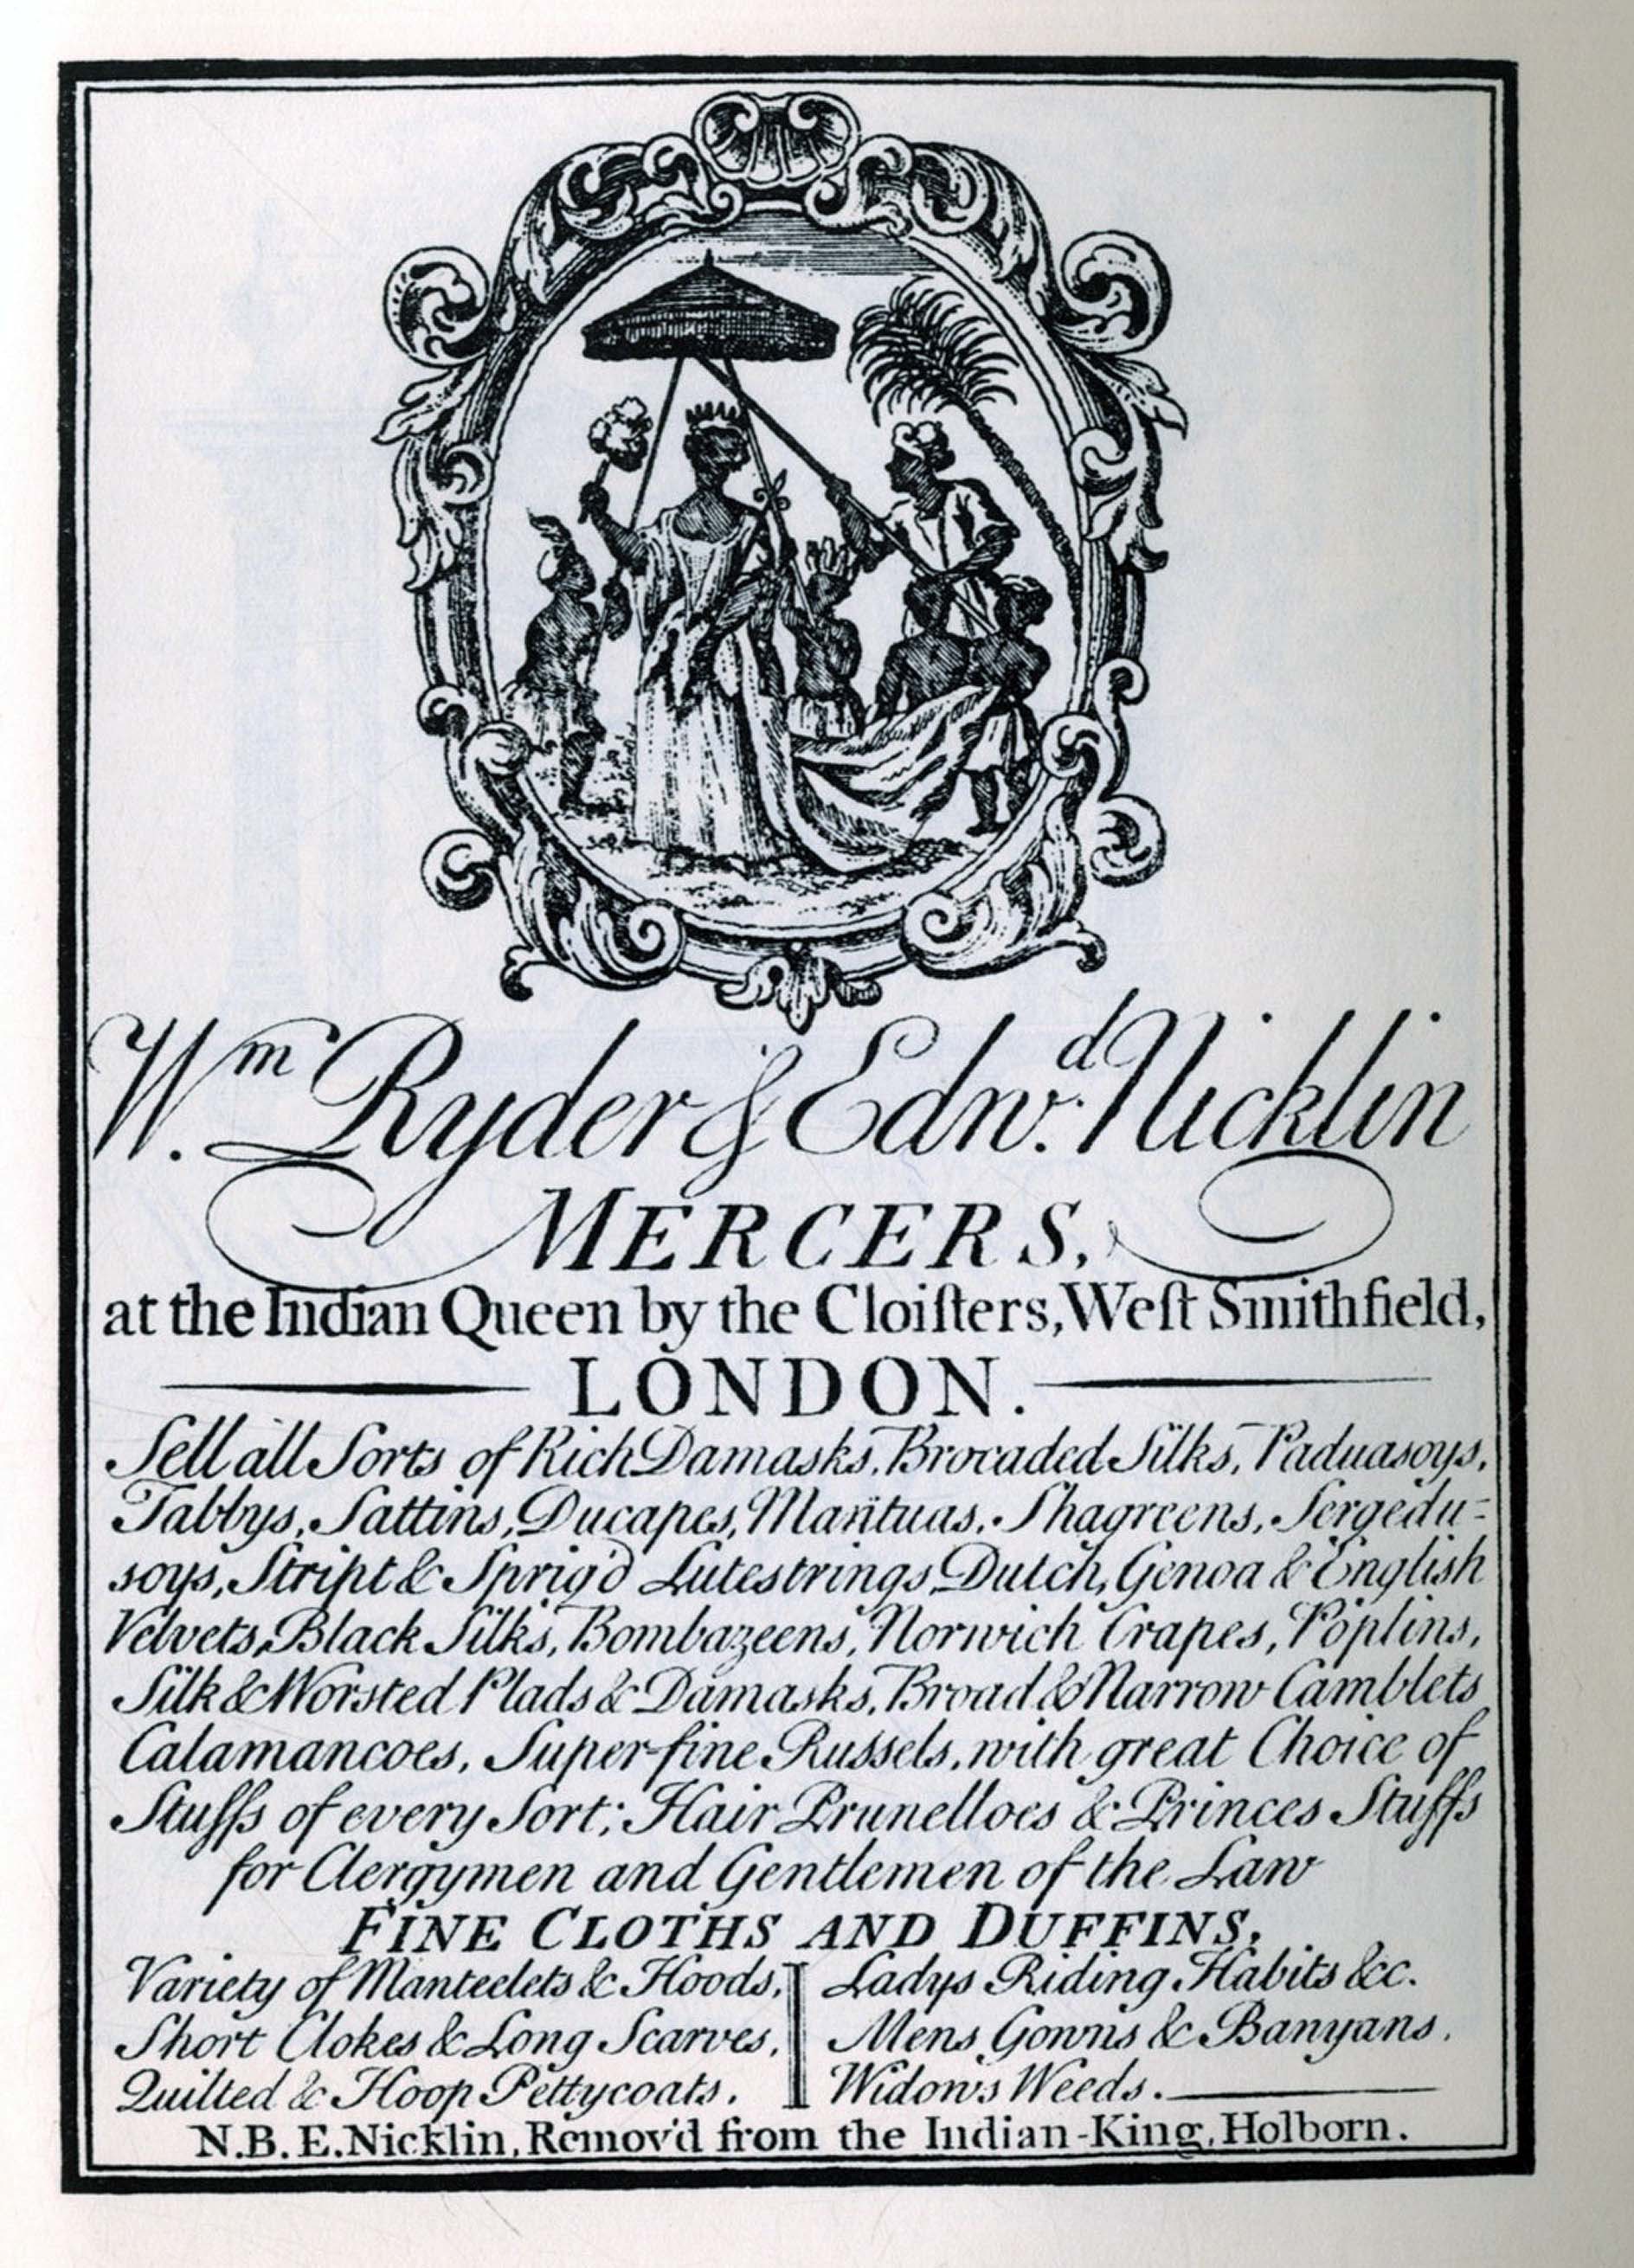 Wm. Ryder & Edwd. Nicklin
MERCERS,
at the Indian Queen by the Cloiſters, Weſt Smithfield,
LONDON.
Sell all Sorts of Rich Damasks, Brocaded Silks, Paduasoys,
Tabbys, Sattins, Ducapes, Mantuas, Shagreens, Sergedu-
soys, Stript & Sprig'd Lutestrings, Dutch, Genoa & English
Velvets, Black Silks, Bombazeens, Norwich Crapes, Poplins,
Silk & Worsted Plads & Damasks, Broad & Narrow Camblets
Calamancoes, Super-fine Russels, with great Choice of
Stuffs of every Sort; Hair Prunelloes & Princes Stuffs
for Clergymen and Gentlemen of the Law
FINE CLOTHS AND DUFFINS,
Variety of Manteelets & Hoods,
Short Clokes & Long Scarves,
Quilted & Hoop Pettycoats.
Ladys Riding Habits &c.
Mens Gowns & Banyans.
Widows Weeds.
N.B. E. Nicklin, Remov'd from the Indian-King, Holborn.